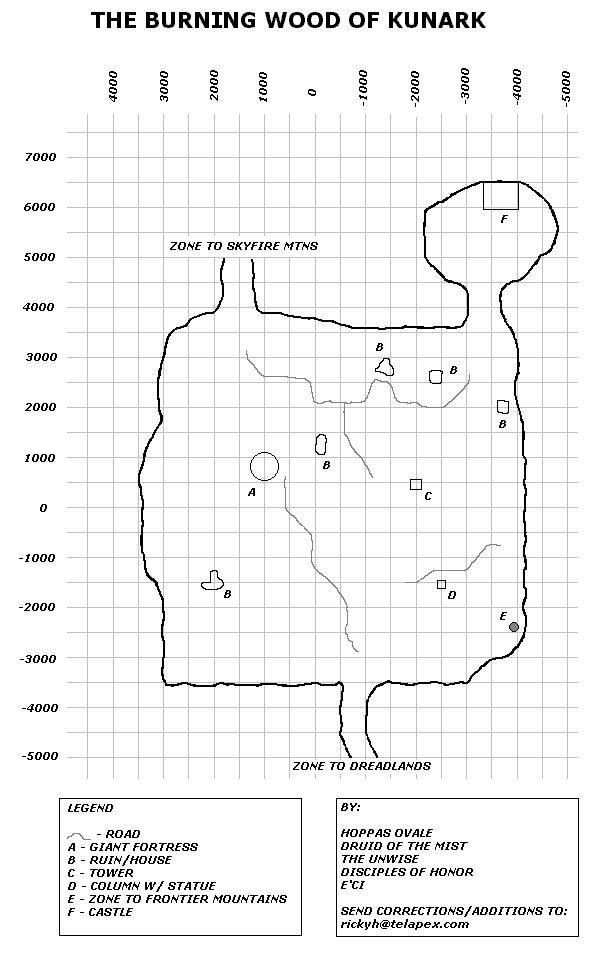 THE BURNING WOOD OF KUNARK
4000 3000 2000 1000 0 -1000 -2000 -3000 -4000 -5000
7000
6000
F
5000
ZONE TO SKYFIRE MTNS
4000
3000
B
B
2000
B
1000
B
A
C
0
-1000
B
D
-2000
E
-3000
-4000
-5000
ZONE TO DREADLANDS
LEGEND
- ROAD
A - GIANT FORTRESS
B - RUIN/HOUSE
C - TOWER
D - COLUMN W/ STATUE
E - ZONE TO FRONTIER MOUNTAINS
F - CASTLE
BY:
HOPPAS OVALE
DRUID OF THE MIST
THE UNWISE
DISCIPLES OF HONOR
E'CI
SEND CORRECTIONS/ADDITIONS TO:
rickyh@telapex.com